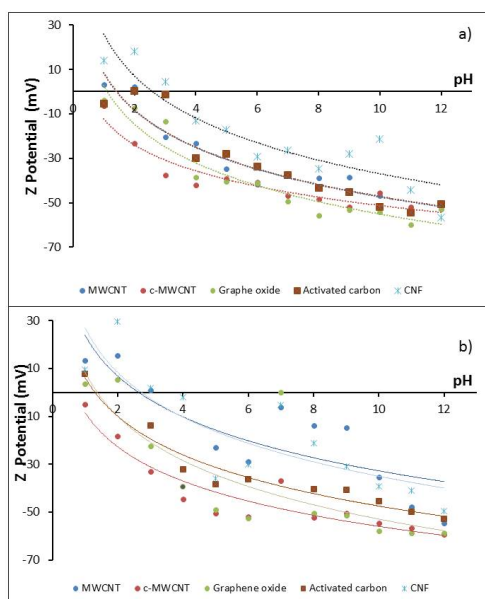 a)
30
10
-10
-30
-50
-70
Z Potential (mV)
pH
0 2 4 6 8 10 12
MWCNT c-MWCNT Graphe oxide Activated carbon CNF
b)
30
10
-10
-30
-50
-70
Z Potential (mV)
pH
0 2 4 6 8 10 12
MWCNT c-MWCNT Graphene oxide Activated carbon CNF